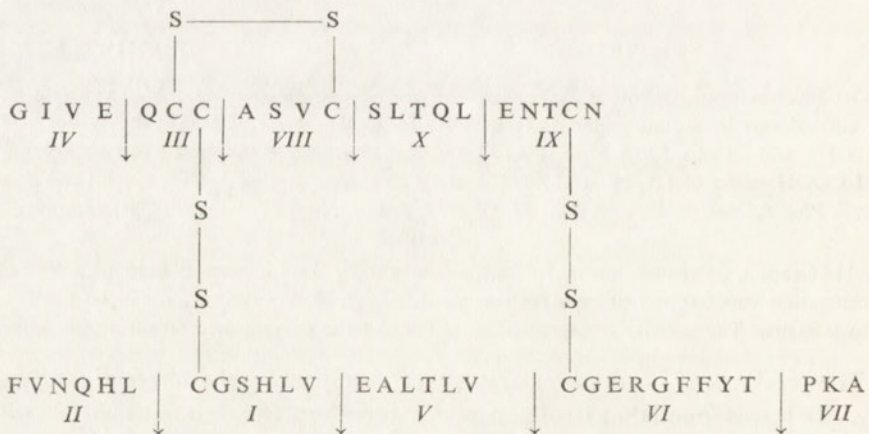 S S
G I V E Q C C A S V C S L T Q L E N T C N
IV III VIII X IX
S S
S S
F V N Q H L C G S H L V E A L T L V C G E R G F F Y T P K A
II I V VI VII